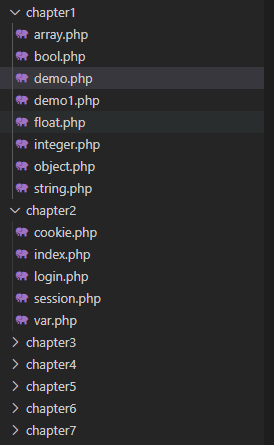 chapter1
array.php
bool.php
demo.php
demo1.php
float.php
integer.php
object.php
string.php
chapter2
cookie.php
index.php
login.php
session.php
var.php
chapter3
chapter4
chapter5
chapter6
chapter7